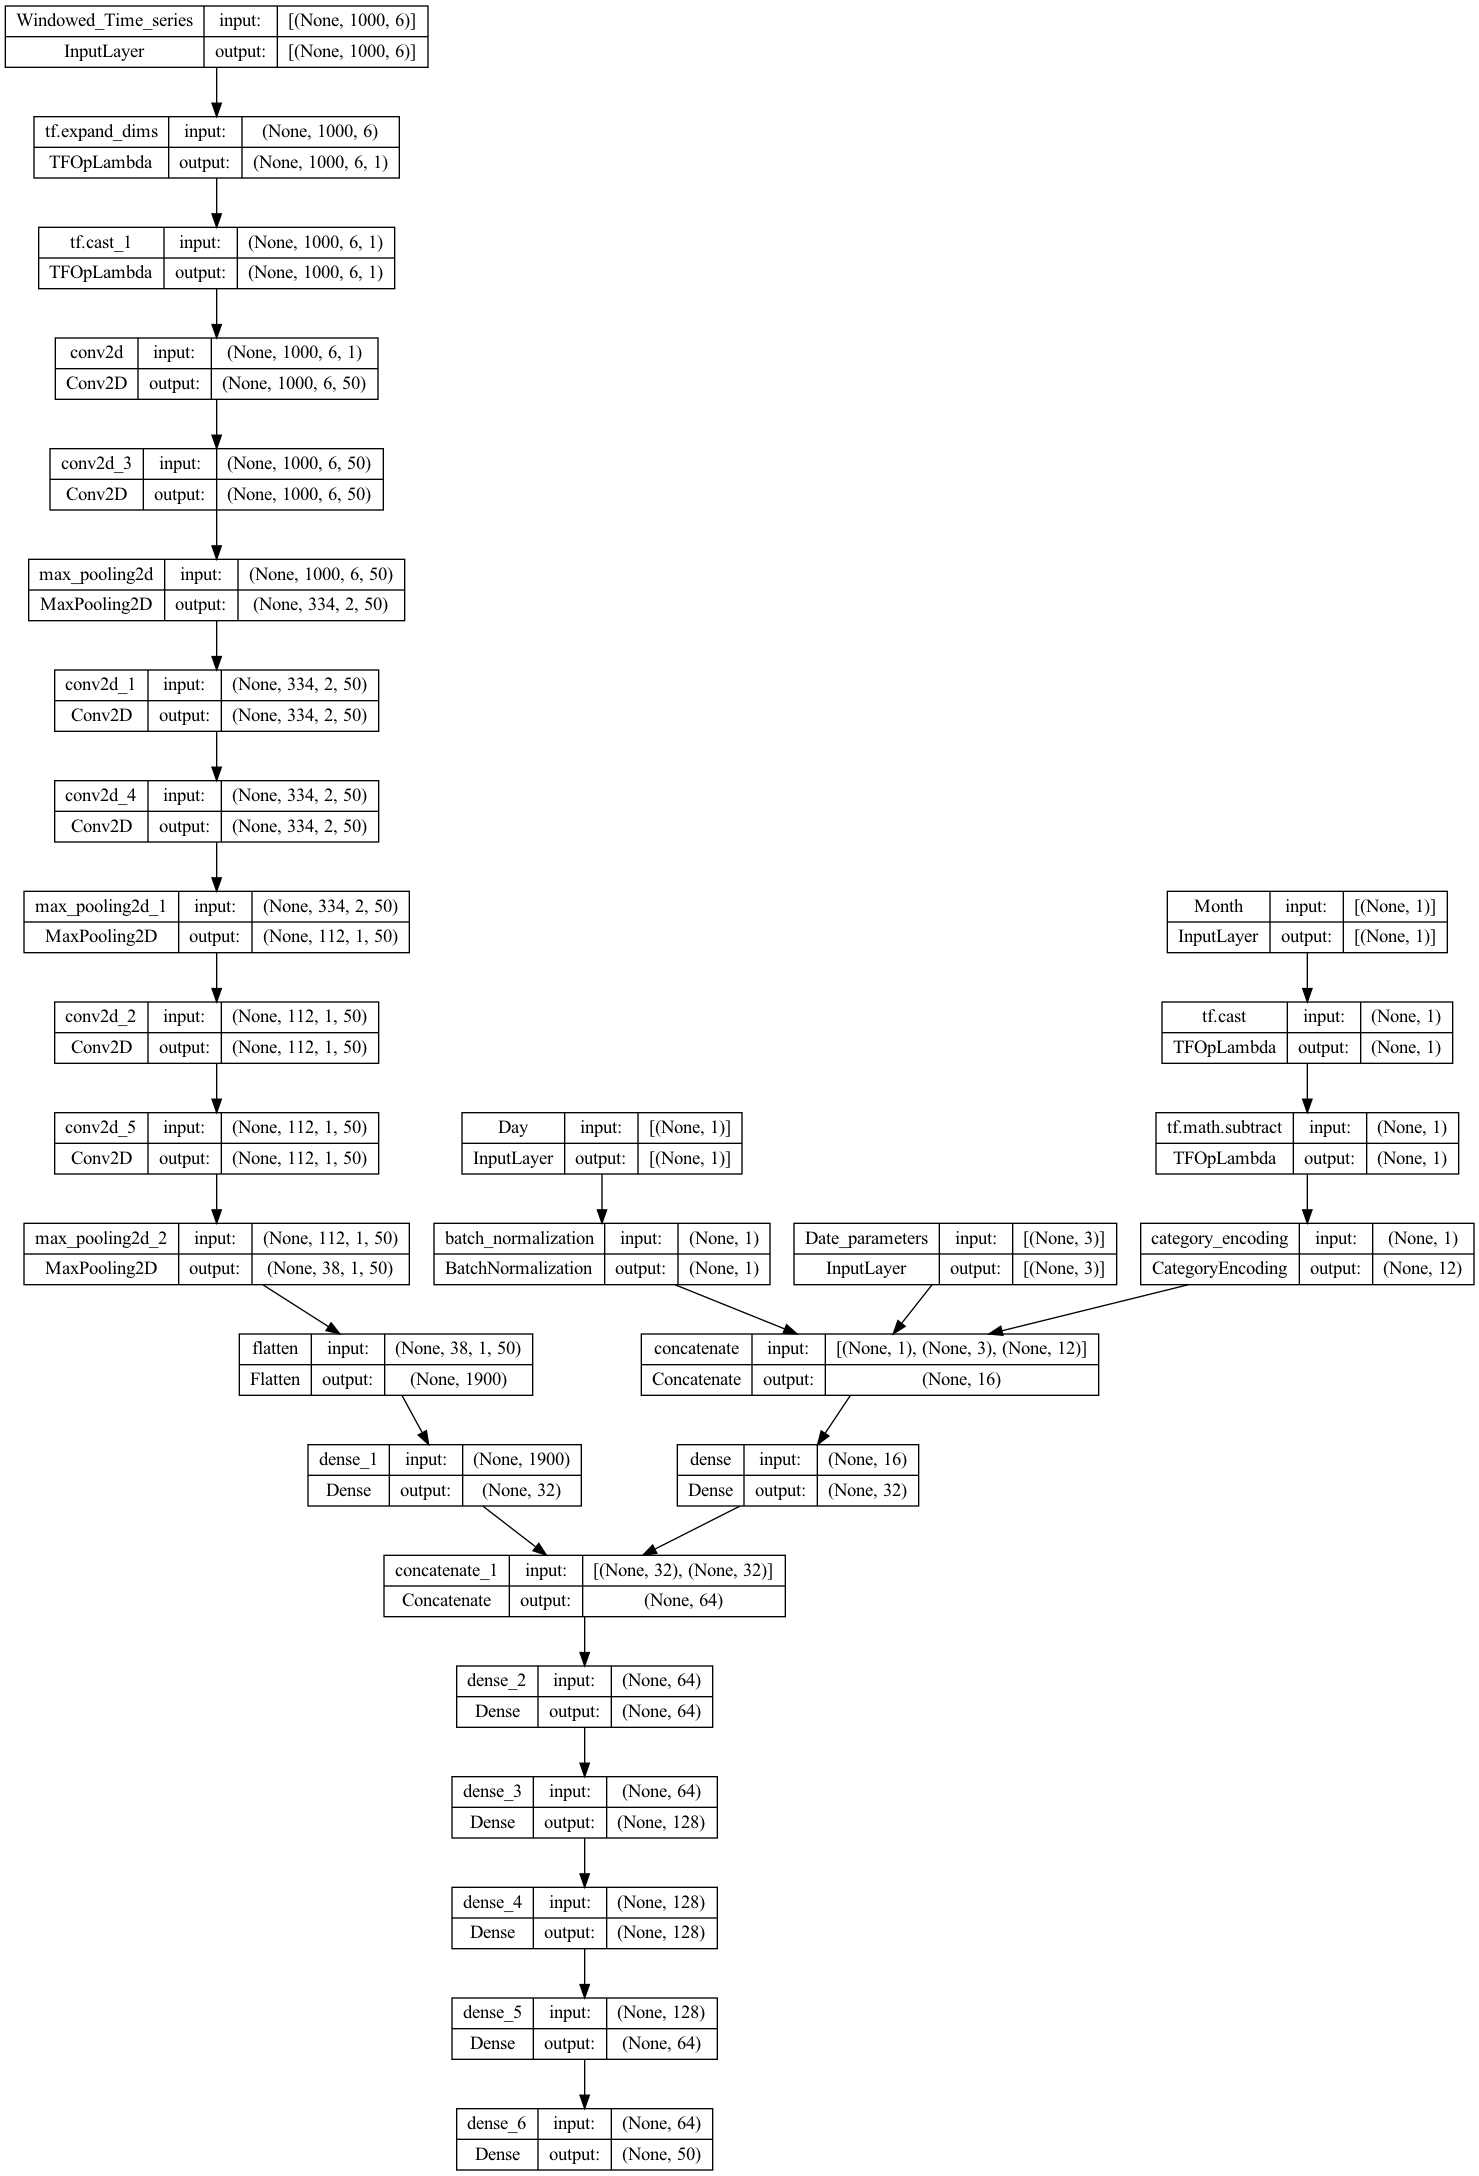 Windowed_Time_series input: [(None, 1000, 6)]
InputLayer output: [(None, 1000, 6)]
tf.expand_dims input: (None, 1000, 6)
TFOpLambda output: (None, 1000, 6, 1)
tf.cast_1 input: (None, 1000, 6, 1)
TFOpLambda output: (None, 1000, 6, 1)
conv2d input: (None, 1000, 6, 1)
Conv2D output: (None, 1000, 6, 50)
conv2d_3 input: (None, 1000, 6, 50)
Conv2D output: (None, 1000, 6, 50)
max_pooling2d input: (None, 1000, 6, 50)
MaxPooling2D output: (None, 334, 2, 50)
conv2d_1 input: (None, 334, 2, 50)
Conv2D output: (None, 334, 2, 50)
conv2d_4 input: (None, 334, 2, 50)
Conv2D output: (None, 334, 2, 50)
max_pooling2d_1 input: (None, 334, 2, 50)
MaxPooling2D output: (None, 112, 1, 50)
Month input: [(None, 1)]
InputLayer output: [(None, 1)]
conv2d_2 input: (None, 112, 1, 50)
Conv2D output: (None, 112, 1, 50)
tf.cast input: (None, 1)
TFOpLambda output: (None, 1)
conv2d_5 input: (None, 112, 1, 50)
Conv2D output: (None, 112, 1, 50)
Day input: [(None, 1)]
InputLayer output: [(None, 1)]
tf.math.subtract input: (None, 1)
TFOpLambda output: (None, 1)
max_pooling2d_2 input: (None, 112, 1, 50)
MaxPooling2D output: (None, 38, 1, 50)
batch_normalization input: (None, 1)
BatchNormalization output: (None, 1)
Date_parameters input: [(None, 3)]
InputLayer output: [(None, 3)]
category_encoding input: (None, 1)
CategoryEncoding output: (None, 12)
flatten input: (None, 38, 1, 50)
Flatten output: (None, 1900)
concatenate input: [(None, 1), (None, 3), (None, 12)]
Concatenate output: (None, 16)
dense_1 input: (None, 1900)
Dense output: (None, 32)
dense input: (None, 16)
Dense output: (None, 32)
concatenate_1 input: [(None, 32), (None, 32)]
Concatenate output: (None, 64)
dense_2 input: (None, 64)
Dense output: (None, 64)
dense_3 input: (None, 64)
Dense output: (None, 128)
dense_4 input: (None, 128)
Dense output: (None, 128)
dense_5 input: (None, 128)
Dense output: (None, 64)
dense_6 input: (None, 64)
Dense output: (None, 50)